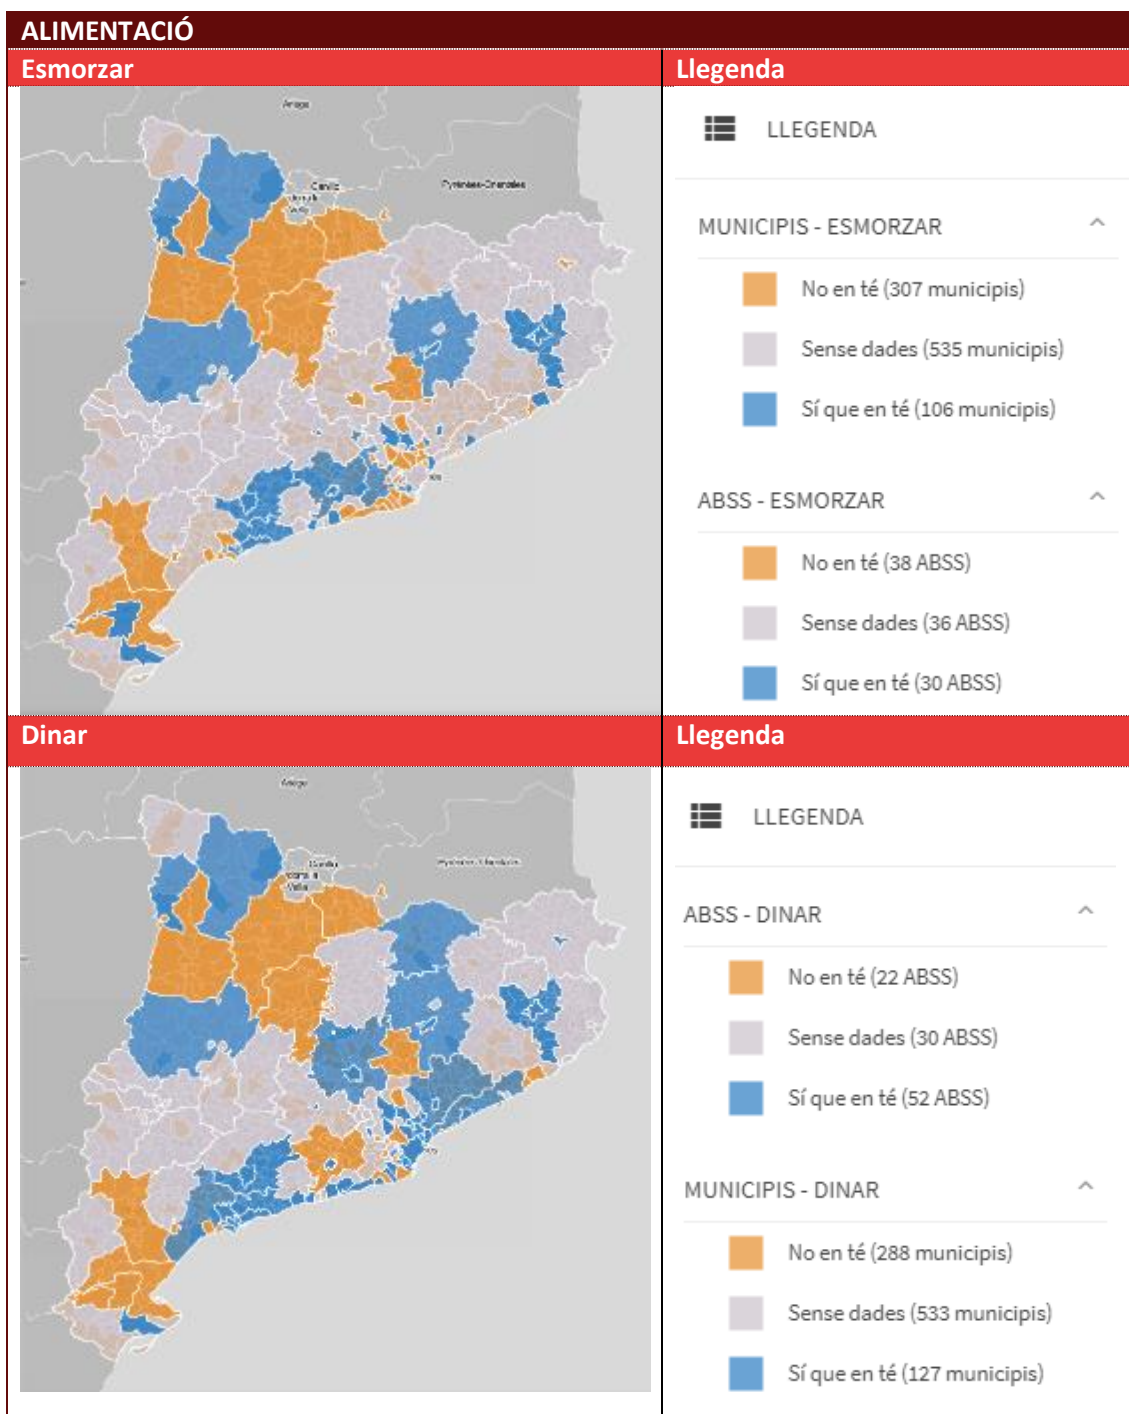 ALIMENTACIÓ
Esmorzar
Llegenda
Pyrénées-Orientales
LLEGENDA
MUNICIPIS - ESMORZAR
No en té (307 municipis)
Sense dades (535 municipis)
Sí que en té (106 municipis)
ABSS - ESMORZAR
No en té (38 ABSS)
Sense dades (36 ABSS)
Sí que en té (30 ABSS)
Dinar
Llegenda
LLEGENDA
ABSS - DINAR
No en té (22 ABSS)
Sense dades (30 ABSS)
Sí que en té (52 ABSS)
MUNICIPIS - DINAR
No en té (288 municipis)
Sense dades (533 municipis)
Sí que en té (127 municipis)